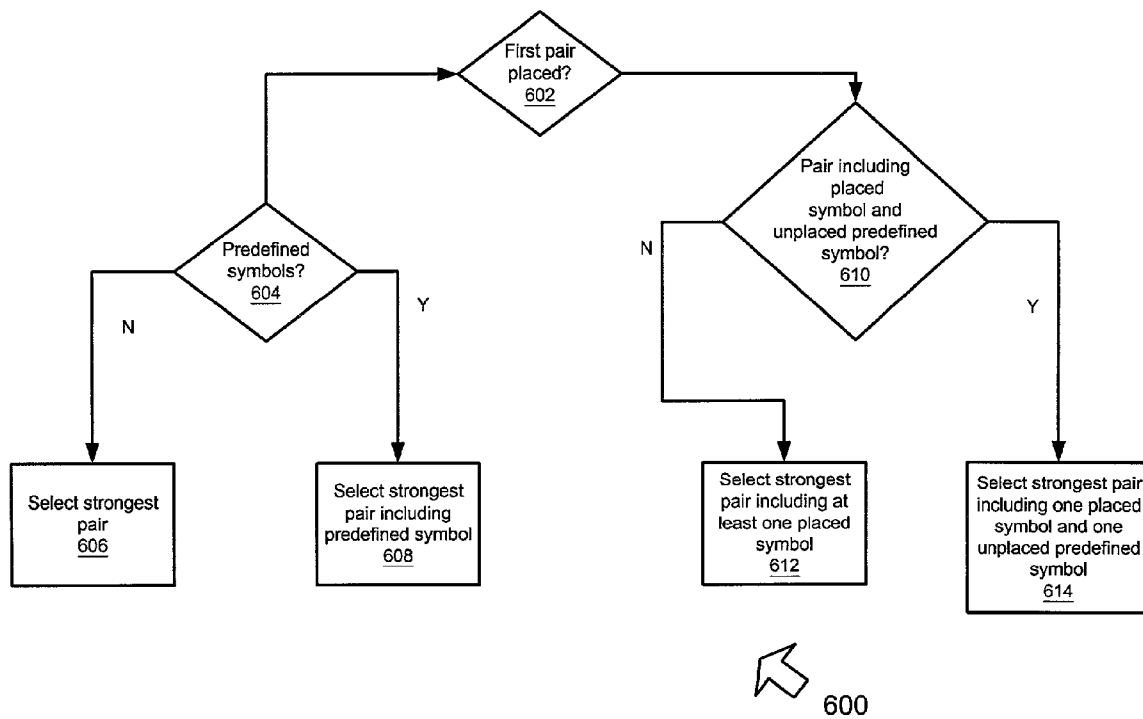 First pair
placed?
602
Pair including
placed
symbol and
unplaced predefined
symbol?
610
Predefined
symbols?
604
N
Y
N
Y
Select strongest
pair
606
Select strongest
pair including
predefined symbol
608
Select strongest
pair including at
least one placed
symbol
612
Select strongest pair
including one placed
symbol and one
unplaced predefined
symbol
614
600